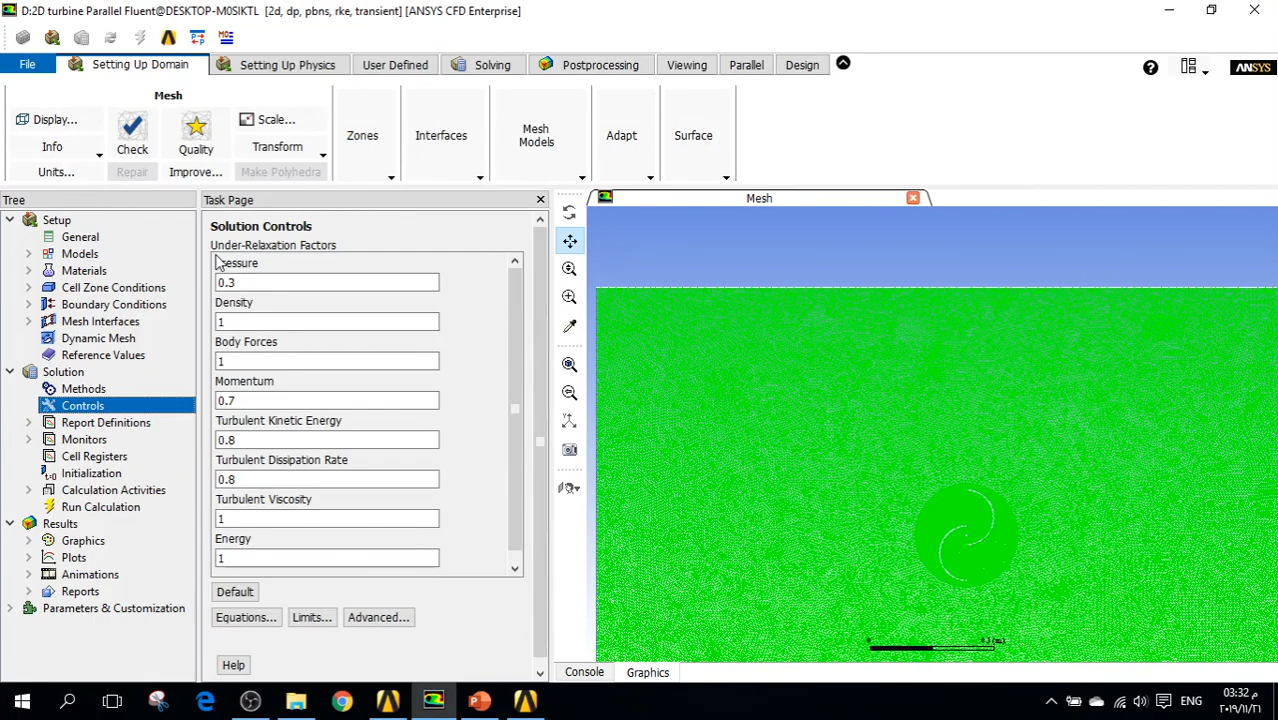 D:2D turbine Parallel Fluent@DESKTOP-M0SIKTL [2d, dp, pbns, rke, transient] [ANSYS CFD Enterprise]
File
Setting Up Domain
Setting Up Physics
User Defined
Solving
Postprocessing
Viewing
Parallel
Design
ANSYS
Mesh
Display...
Info
Units...
Check
Repair
Quality
Improve...
Scale...
Transform
Make Polyhedra
Zones
Interfaces
Mesh
Models
Adapt
Surface
Tree
Setup
General
Models
Materials
Cell Zone Conditions
Boundary Conditions
Mesh Interfaces
Dynamic Mesh
Reference Values
Solution
Methods
Controls
Report Definitions
Monitors
Cell Registers
Initialization
Calculation Activities
Run Calculation
Results
Graphics
Plots
Animations
Reports
Parameters & Customization
Task Page
Solution Controls
Under-Relaxation Factors
Pressure
0.3
Density
1
Body Forces
1
Momentum
0.7
Turbulent Kinetic Energy
0.8
Turbulent Dissipation Rate
0.8
Turbulent Viscosity
1
Energy
1
Default
Equations...
Limits...
Advanced...
Help
Mesh
0
(m)
Console
Graphics
ENG
03:32 م
٢٠١٩/١١/٢١